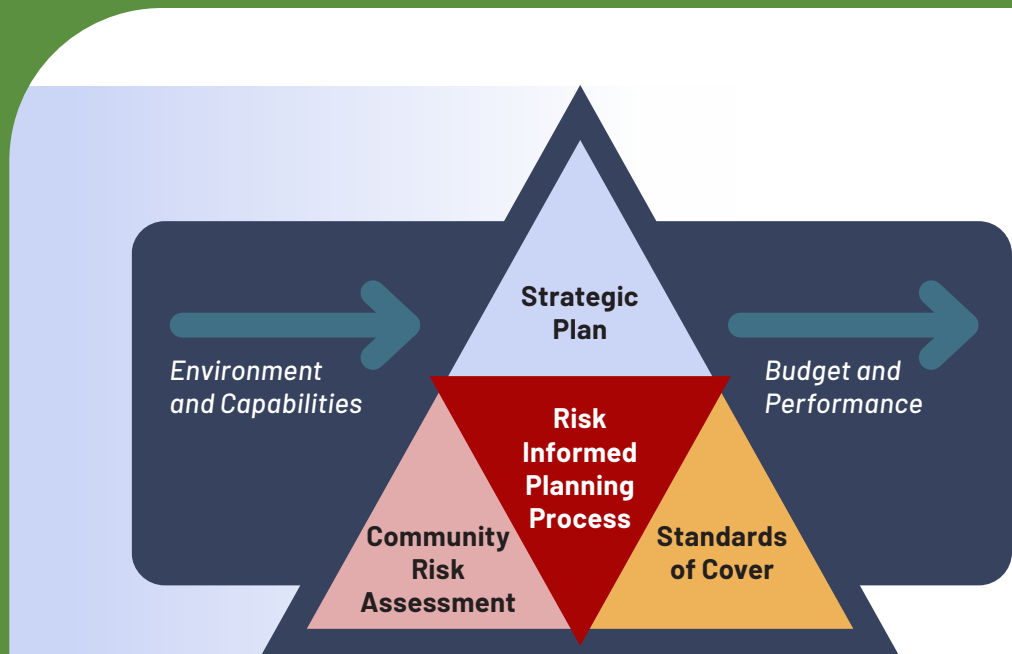 Strategic
Plan
Environment
and Capabilities
Budget and
Performance
Risk
Informed
Planning
Process
Community
Risk
Assessment
Standards
of Cover